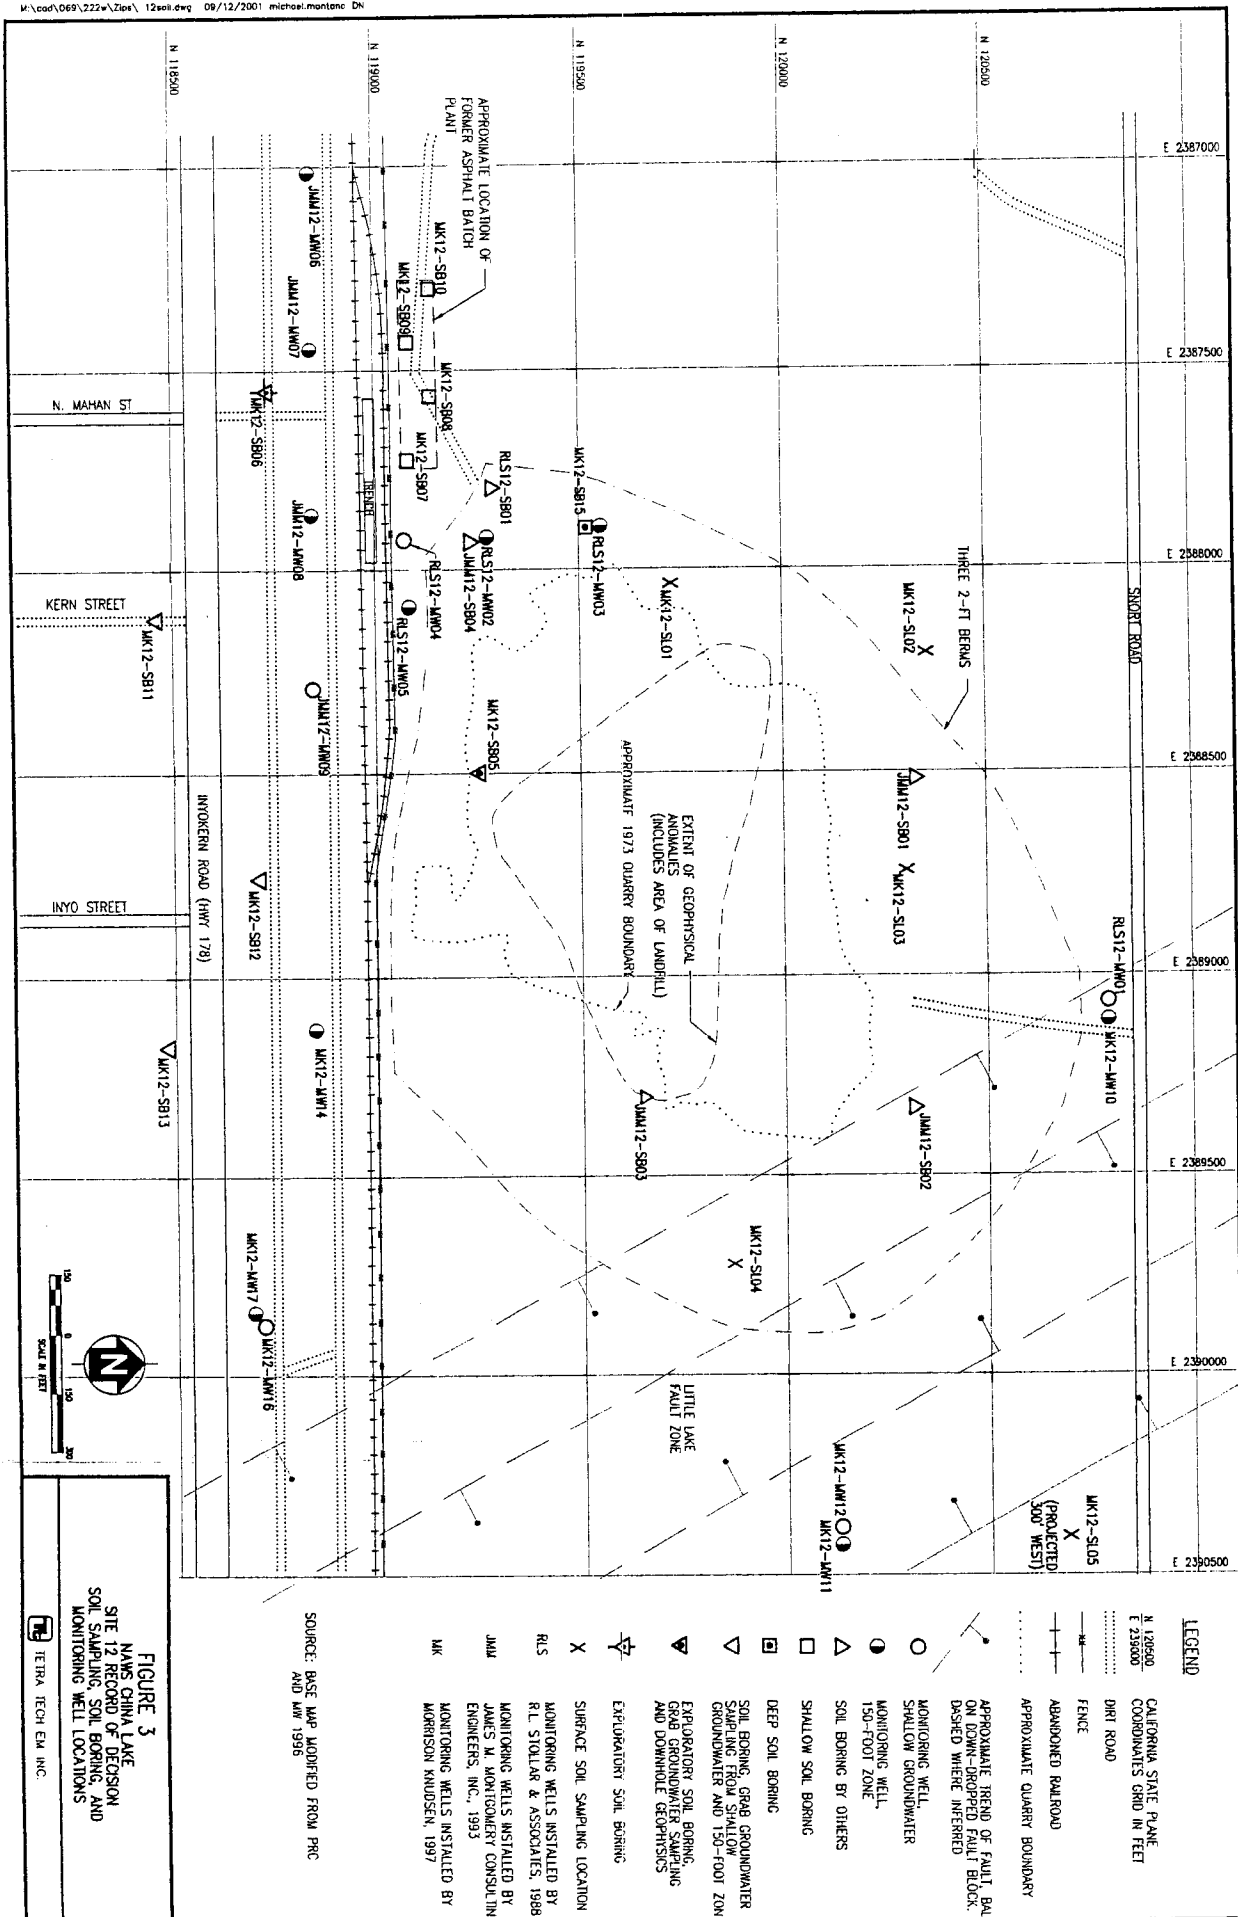 M:\cad\069\222w\Zips\ 12soil.dwg 09/12/2001 michael.montano DN
N 118500
N 119000
N 119500
N 120000
N 120500
E 2387000
E 2387500
E 2388000
E 2388500
E 2389000
E 2389500
E 2390000
E 2390500
APPROXIMATE LOCATION OF
FORMER ASPHALT BATCH
PLANT
JMM12-MW06
JMM12-MW07
MK12-SB10
MK12-SB09
MK12-SB08
MK12-SB07
N. MAHAN ST
MK12-SB06
TRENCH
RLS12-SB01
MK12-SB15
RLS12-MW03
RLS12-MW02
JMM12-SB04
RLS12-MW04
RLS12-MW05
JMM12-MW08
KERN STREET
MK12-SB11
JMM12-MW09
MK12-SL01
MK12-SL02
THREE 2-FT BERMS
SNORT ROAD
MK12-SB05
APPROXIMATE 1973 QUARRY BOUNDARY
EXTENT OF GEOPHYSICAL
ANOMALIES
(INCLUDES AREA OF LANDFILL)
JMM12-SB01
MK12-SL03
RLS12-MW01
MK12-MW10
INYOKERN ROAD (HWY 178)
INYO STREET
MK12-SB12
MK12-SB13
MK12-MW14
JMM12-SB03
JMM12-SB02
MK12-SL04
MK12-MW17
MK12-MW16
LITTLE LAKE
FAULT ZONE
MK12-MW12
MK12-MW11
MK12-SL05
(PROJECTED
300' WEST)
N
150
0
150
300
SCALE IN FEET
LEGEND
N 120500
E 239000
CALIFORNIA STATE PLANE
COORDINATES GRID IN FEET
DIRT ROAD
FENCE
ABANDONED RAILROAD
APPROXIMATE QUARRY BOUNDARY
APPROXIMATE TREND OF FAULT, BAL
ON DOWN-DROPPED FAULT BLOCK.
DASHED WHERE INFERRED
MONITORING WELL,
SHALLOW GROUNDWATER
MONITORING WELL,
150-FOOT ZONE
SOIL BORING BY OTHERS
SHALLOW SOIL BORING
DEEP SOIL BORING
SOIL BORING, GRAB GROUNDWATER
SAMPLING FROM SHALLOW
GROUNDWATER AND 150-FOOT ZON
EXPLORATORY SOIL BORING,
GRAB GROUNDWATER SAMPLING
AND DOWNHOLE GEOPHYSICS
EXPLORATORY SOIL BORING
X SURFACE SOIL SAMPLING LOCATION
RLS MONITORING WELLS INSTALLED BY
R.L. STOLLAR & ASSOCIATES, 1988
JMM MONITORING WELLS INSTALLED BY
JAMES M. MONTGOMERY CONSULTIN
ENGINEERS, INC., 1993
MK MONITORING WELLS INSTALLED BY
MORRISON KNUDSEN, 1997
SOURCE: BASE MAP MODIFIED FROM PRC
AND MW 1996
FIGURE 3
NAWS CHINA LAKE
SITE 12 RECORD OF DECISION
SOIL SAMPLING, SOIL BORING, AND
MONITORING WELL LOCATIONS
TETRA TECH EM INC.